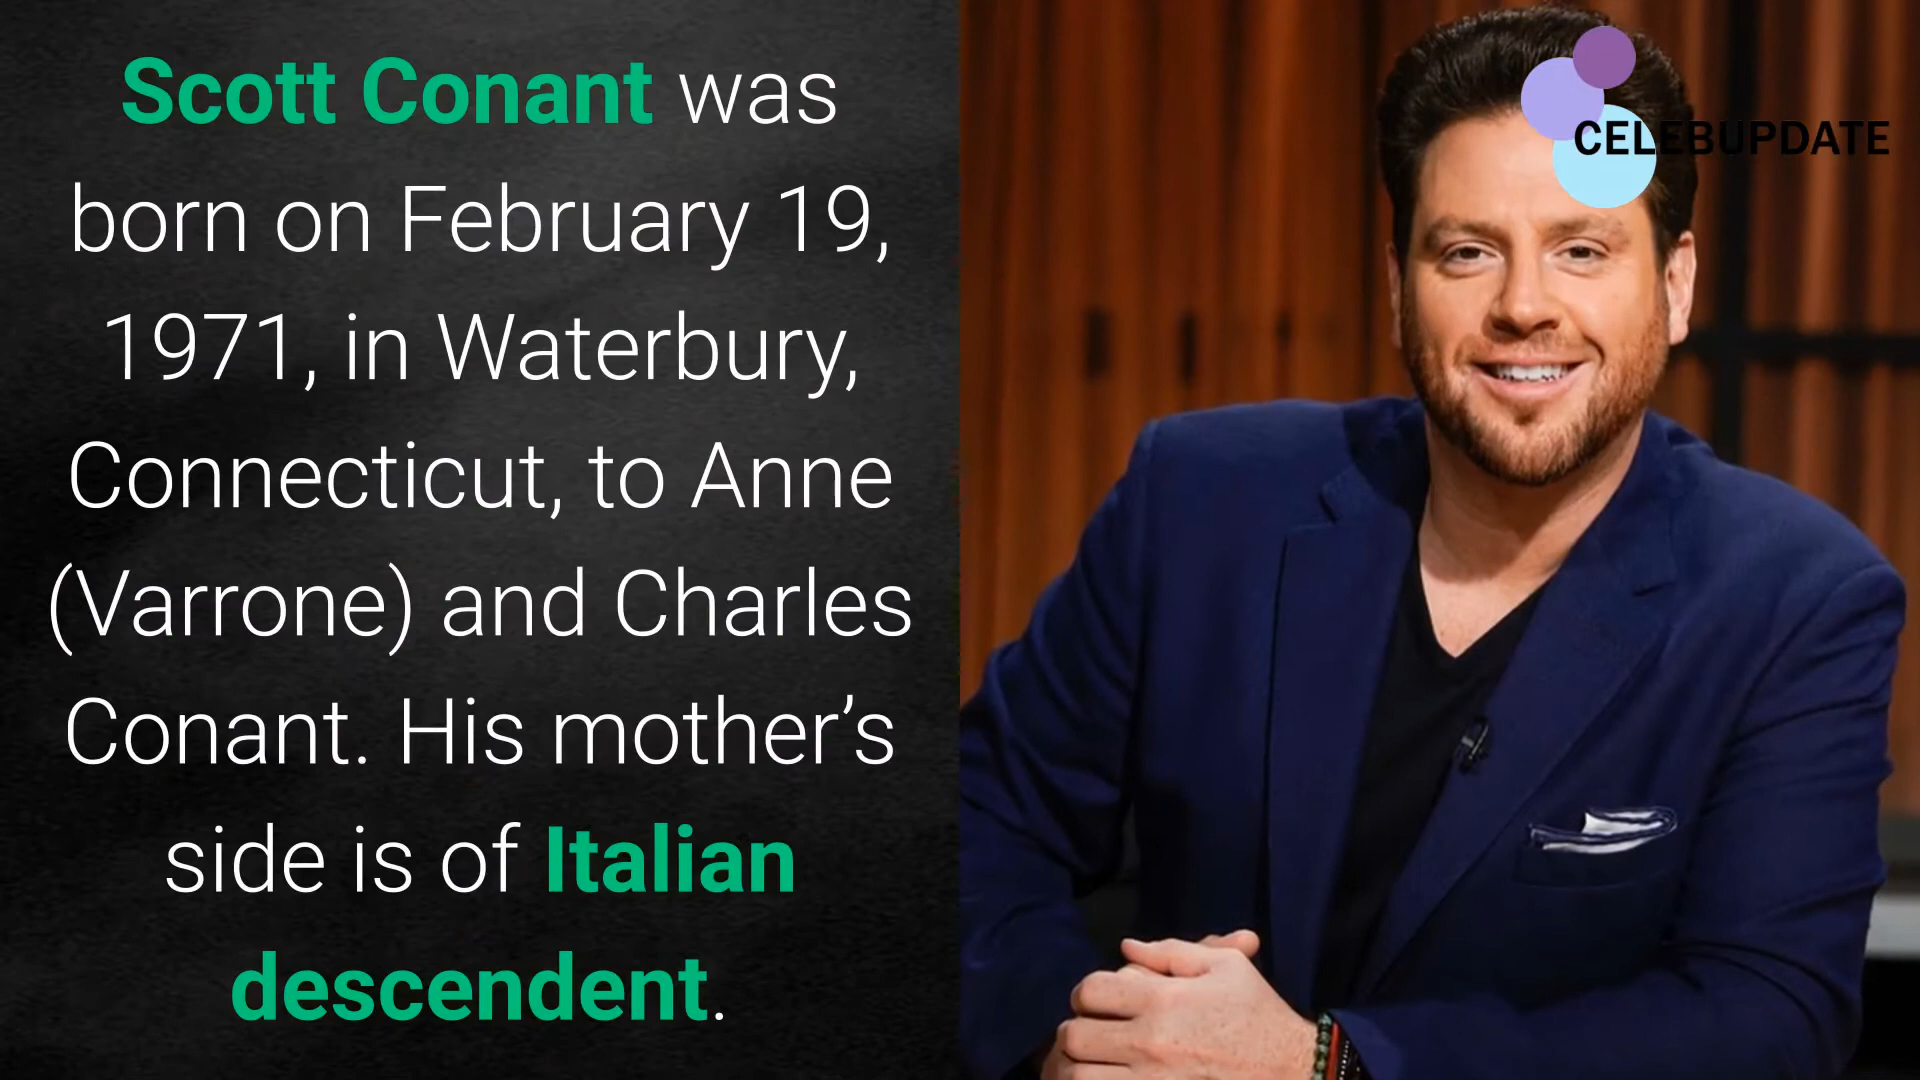 Scott Conant was
born on February 19,
1971, in Waterbury,
Connecticut, to Anne
(Varrone) and Charles
Conant. His mother’s
side is of Italian
descendent.
CELEBUPDATE